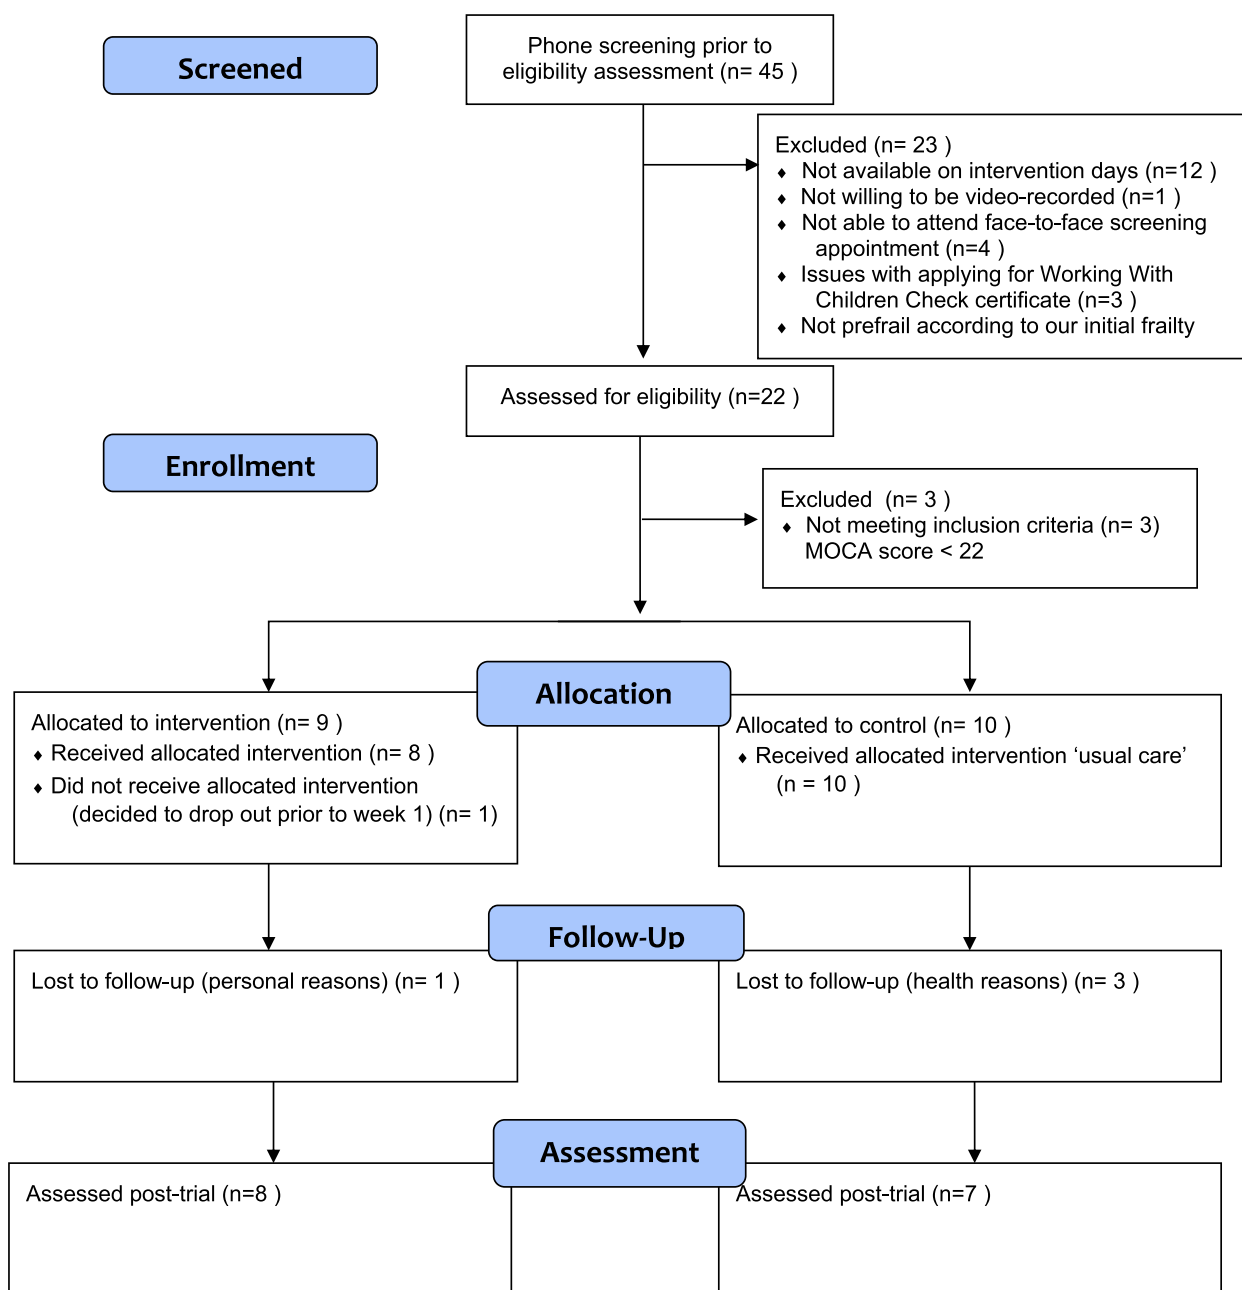 Screened
Phone screening prior to
eligibility assessment (n= 45 )
Excluded (n= 23 )
♦ Not available on intervention days (n=12 )
♦ Not willing to be video-recorded (n=1 )
♦ Not able to attend face-to-face screening
appointment (n=4 )
♦ Issues with applying for Working With
Children Check certificate (n=3 )
♦ Not prefrail according to our initial frailty
Assessed for eligibility (n=22 )
Enrollment
Excluded (n= 3 )
♦ Not meeting inclusion criteria (n= 3)
MOCA score < 22
Allocation
Allocated to intervention (n= 9 )
♦ Received allocated intervention (n= 8 )
♦ Did not receive allocated intervention
(decided to drop out prior to week 1) (n= 1)
Allocated to control (n= 10 )
♦ Received allocated intervention ‘usual care’
(n = 10 )
Follow-Up
Lost to follow-up (personal reasons) (n= 1 )
Lost to follow-up (health reasons) (n= 3 )
Assessment
Assessed post-trial (n=8 )
Assessed post-trial (n=7 )